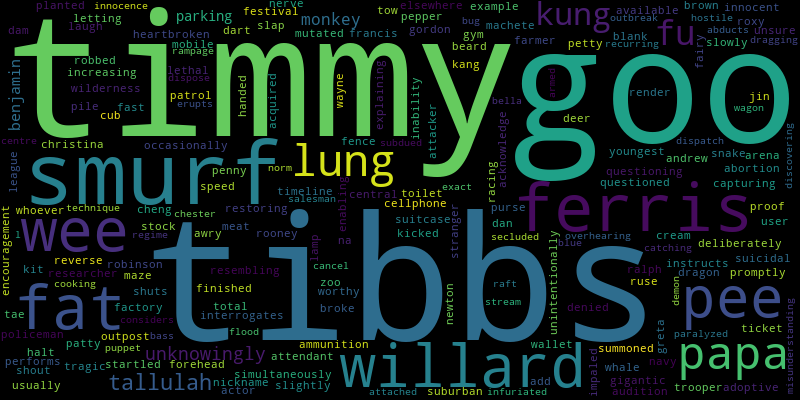 planted innocence festival nerve tow elsewhere example machete available brown innocent
letting parking monkey pepper bug kung outbreak hostile roxy
dam laugh heartbroken dart slap mutated francis gordon gym blank recurring fu abducts unsure
timmy goo
robbed mobile rampage beard farmer petty slowly fairy dragging
increasing lethal dispose wayne explaining kang
benjamin wilderness patrol handed acquired inability attacker armed render jin
pile cub fast erupts deer wagon
centre christina occasionally fence subdued dispatch
smurf lung norm penny acknowledge youngest andrew snake arena discovering
league speed timeline salesman central toilet exact racing questioning abortion
whoever technique cheng chester restoring enabling cellphone purse questioned capturing
encouragement wee stock awry meat rooney suitcase stranger dan ferris proof user
l regime na kicked secluded overhearing cream deliberately
reverse robinson resembling lamp cancel blue catching suicidal
kit researcher maze tibbs zoo raft ralph instructs dragon promptly
cooking shuts finished worthy newton stream unintentionally ruse demon
fat factory total broke denied pee
tae considers interrogates flood wallet greta ticket
policeman outpost bass ammunition summoned paralyzed
halt patty puppet unknowingly attendant papa misunderstanding
performs tragic startled forehead willard impaled navy
shout tallulah nickname simultaneously add whale gigantic trooper adoptive
usually actor slightly attached suburban infuriated audition